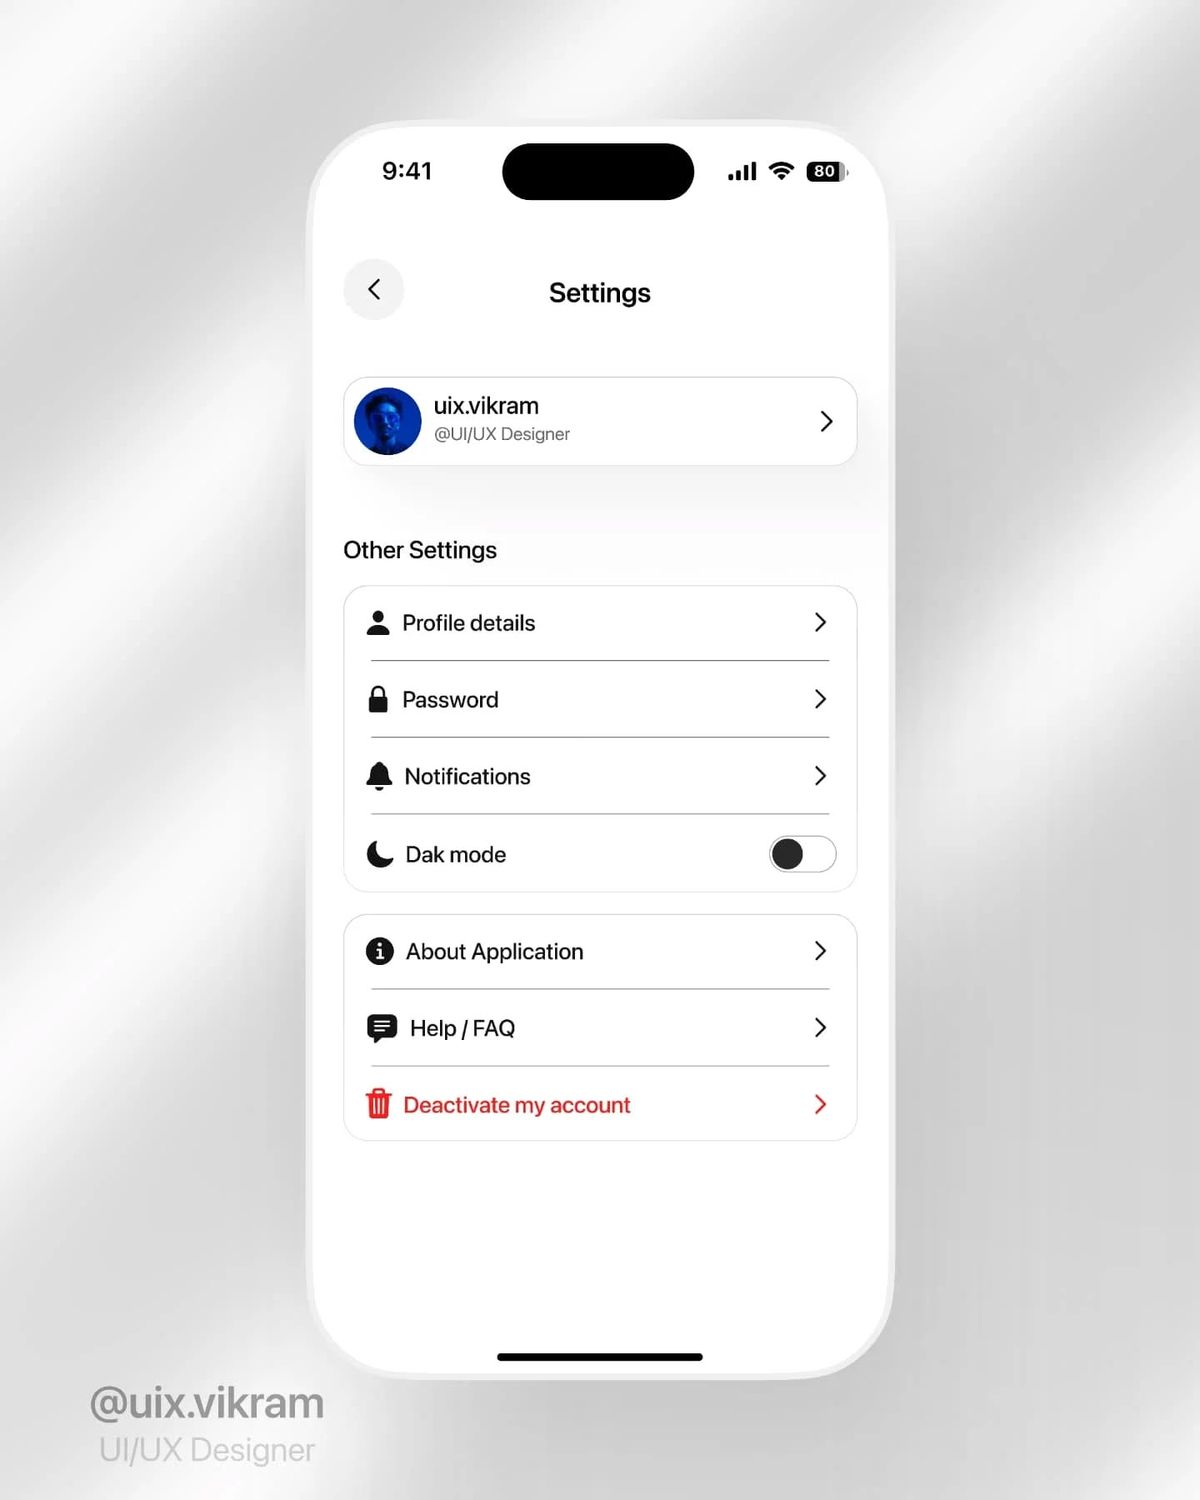 9:41
80
Settings
uix.vikram
@UI/UX Designer
Other Settings
Profile details
Password
Notifications
Dak mode
About Application
Help / FAQ
Deactivate my account
@uix.vikram
UI/UX Designer